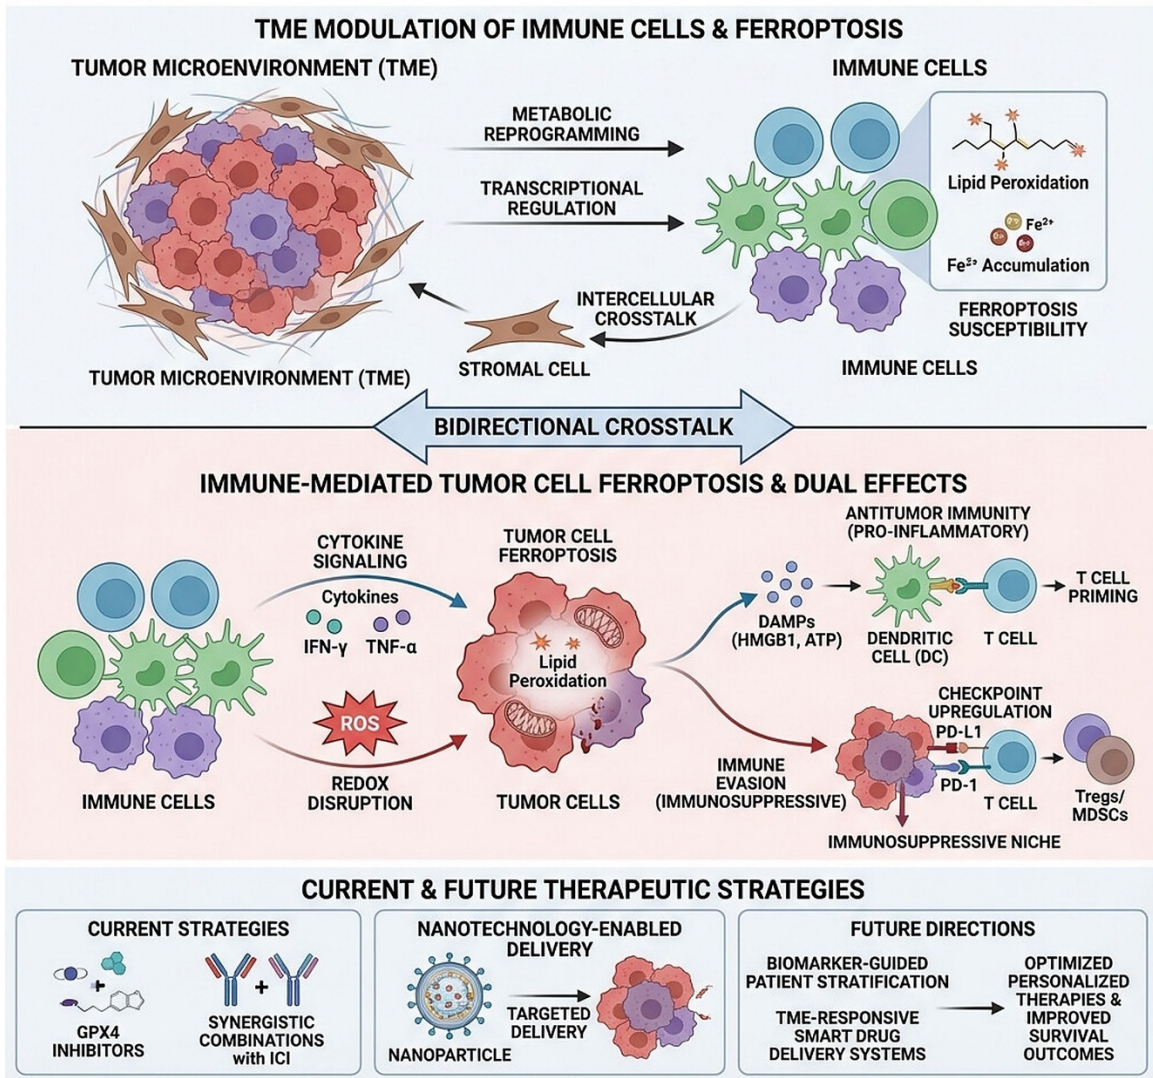 TME MODULATION OF IMMUNE CELLS & FERROPTOSIS
TUMOR MICROENVIRONMENT (TME)
IMMUNE CELLS
METABOLIC
REPROGRAMMING
TRANSCRIPTIONAL
REGULATION
Lipid Peroxidation
Fe²⁺
Accumulation
FERROPTOSIS
SUSCEPTIBILITY
INTERCELLULAR
CROSSTALK
STROMAL CELL
TUMOR MICROENVIRONMENT (TME)
IMMUNE CELLS
BIDIRECTIONAL CROSSTALK
IMMUNE-MEDIATED TUMOR CELL FERROPTOSIS & DUAL EFFECTS
CYTOKINE
SIGNALING
Cytokines
IFN-γ TNF-α
ROS
REDOX
DISRUPTION
IMMUNE CELLS
TUMOR CELL
FERROPTOSIS
Lipid
Peroxidation
TUMOR CELLS
ANTITUMOR IMMUNITY
(PRO-INFLAMMATORY)
DAMPs
(HMGB1, ATP)
DENDRITIC
CELL (DC)
T CELL
T CELL
PRIMING
IMMUNE
EVASION
(IMMUNOSUPPRESSIVE)
CHECKPOINT
UPREGULATION
PD-L1
PD-1
T CELL
Tregs/
MDSCs
IMMUNOSUPPRESSIVE NICHE
CURRENT & FUTURE THERAPEUTIC STRATEGIES
CURRENT STRATEGIES
+
GPX4
INHIBITORS
+
SYNERGISTIC
COMBINATIONS
with ICI
NANOTECHNOLOGY-ENABLED
DELIVERY
TARGETED
DELIVERY
NANOPARTICLE
FUTURE DIRECTIONS
BIOMARKER-GUIDED
PATIENT STRATIFICATION
TME-RESPONSIVE
SMART DRUG
DELIVERY SYSTEMS
OPTIMIZED
PERSONALIZED
THERAPIES &
IMPROVED
SURVIVAL
OUTCOMES